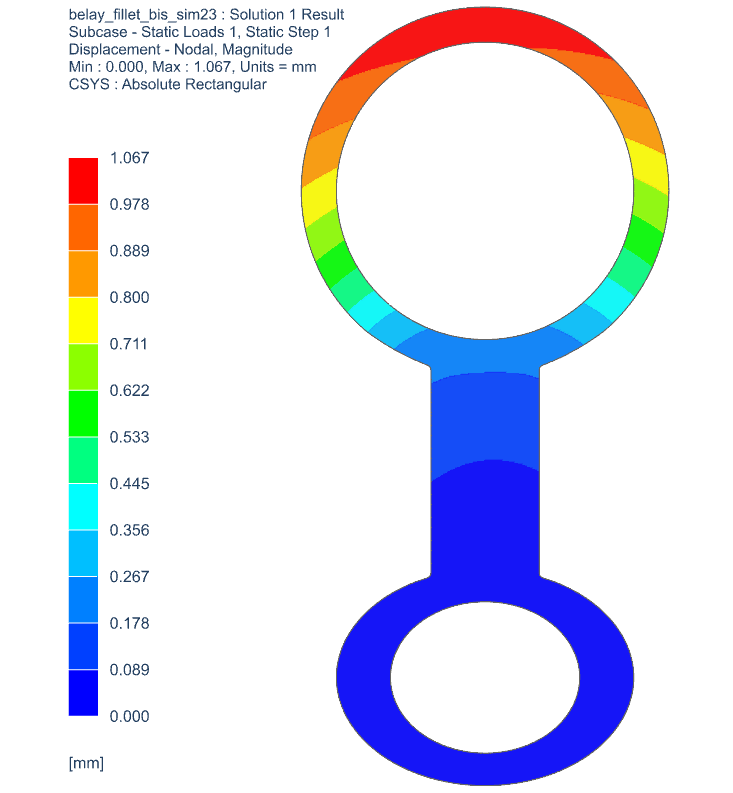 belay_fillet_bis_sim23 : Solution 1 Result
Subcase - Static Loads 1, Static Step 1
Displacement - Nodal, Magnitude
Min : 0.000, Max : 1.067, Units = mm
CSYS : Absolute Rectangular
1.067
0.978
0.889
0.800
0.711
0.622
0.533
0.445
0.356
0.267
0.178
0.089
0.000
[mm]